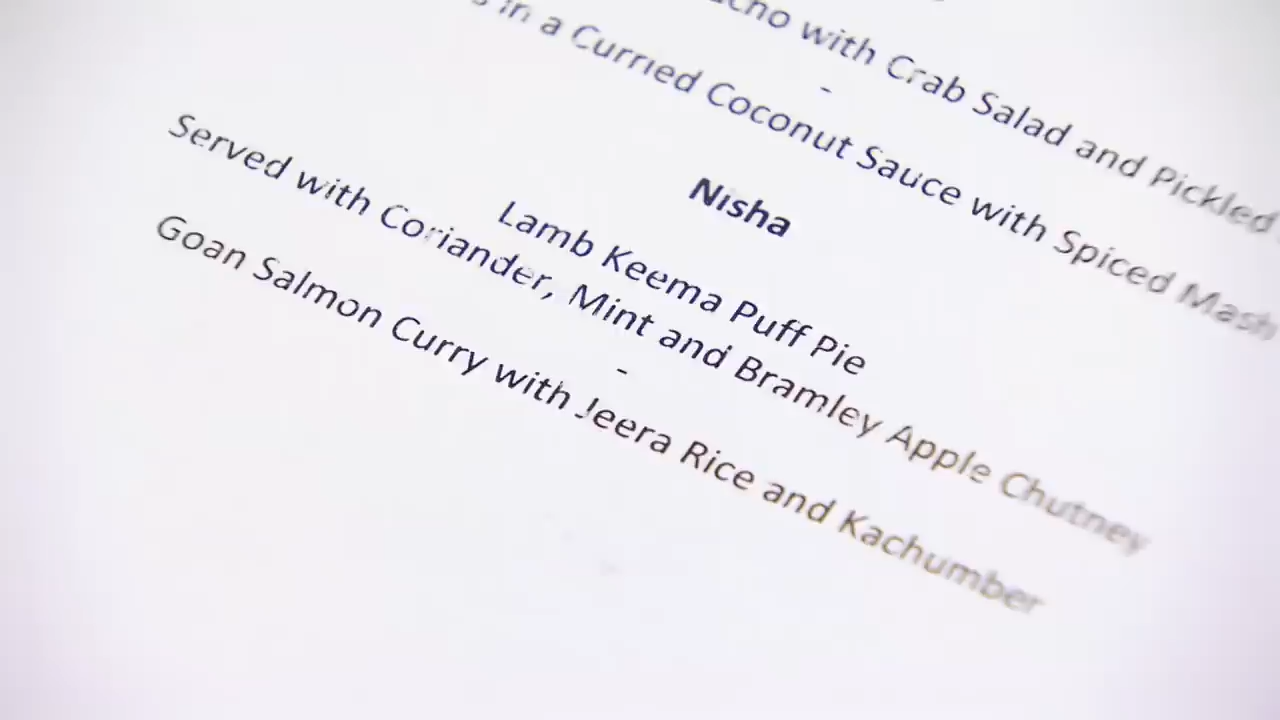 with Crab Salad and Pickled
-
in a Curried Coconut Sauce with Spiced Mash
Nisha
Lamb Keema Puff Pie
Served with Coriander, Mint and Bramley Apple Chutney
-
Goan Salmon Curry with Jeera Rice and Kachumber